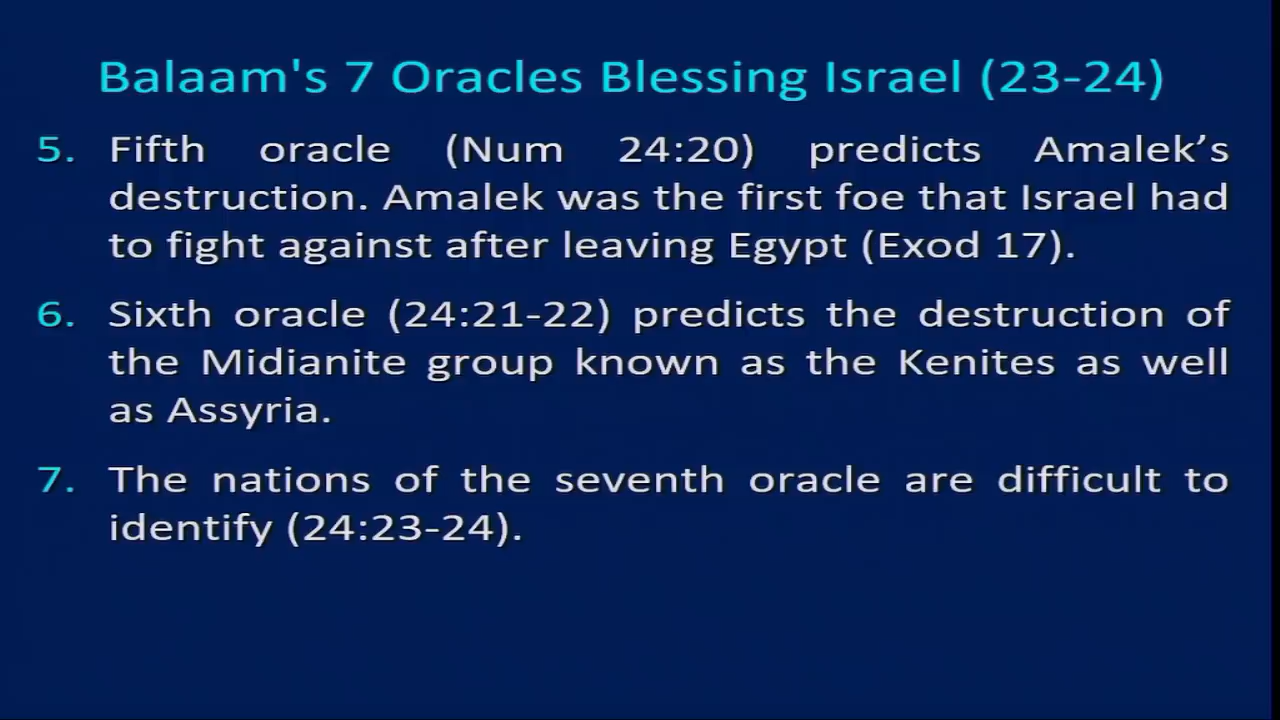 Balaam's 7 Oracles Blessing Israel (23-24)
5. Fifth oracle (Num 24:20) predicts Amalek’s
destruction. Amalek was the first foe that Israel had
to fight against after leaving Egypt (Exod 17).
6. Sixth oracle (24:21-22) predicts the destruction of
the Midianite group known as the Kenites as well
as Assyria.
7. The nations of the seventh oracle are difficult to
identify (24:23-24).